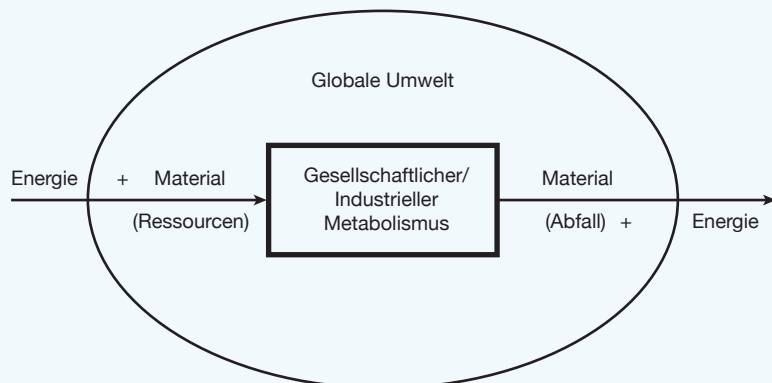 Globale Umwelt
Energie + Material
(Ressourcen)
Gesellschaftlicher/
Industrieller
Metabolismus
Material
(Abfall) + Energie